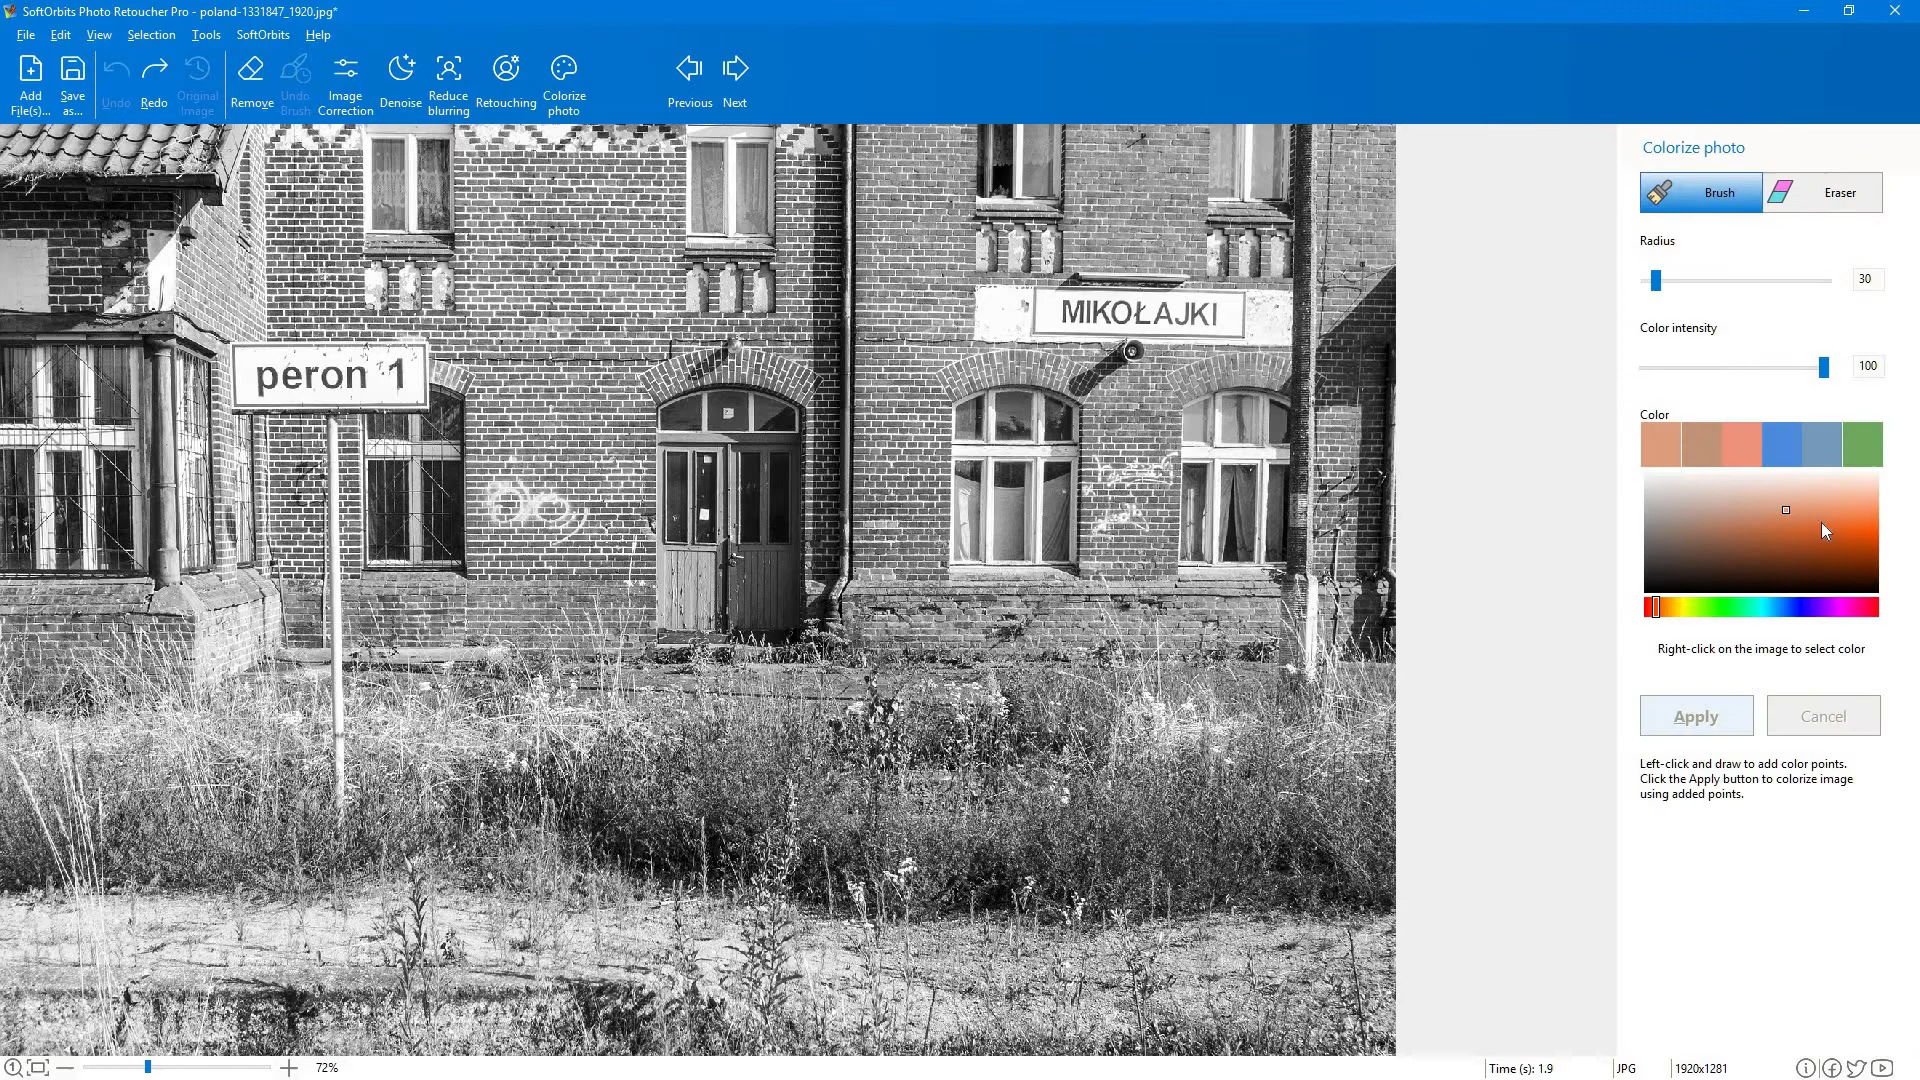 SoftOrbits Photo Retoucher Pro - poland-1331847_1920.jpg*
File Edit View Selection Tools SoftOrbits Help
Add File(s)...
Save as...
Undo
Redo
Original Image
Remove
Undo Brush
Image Correction
Denoise
Reduce blurring
Retouching
Colorize photo
Previous
Next
MIKOŁAJKI
peron 1
Colorize photo
Brush
Eraser
Radius
30
Color intensity
100
Color
Right-click on the image to select color
Apply
Cancel
Left-click and draw to add color points.
Click the Apply button to colorize image
using added points.
72%
Time (s): 1.9
JPG
1920x1281